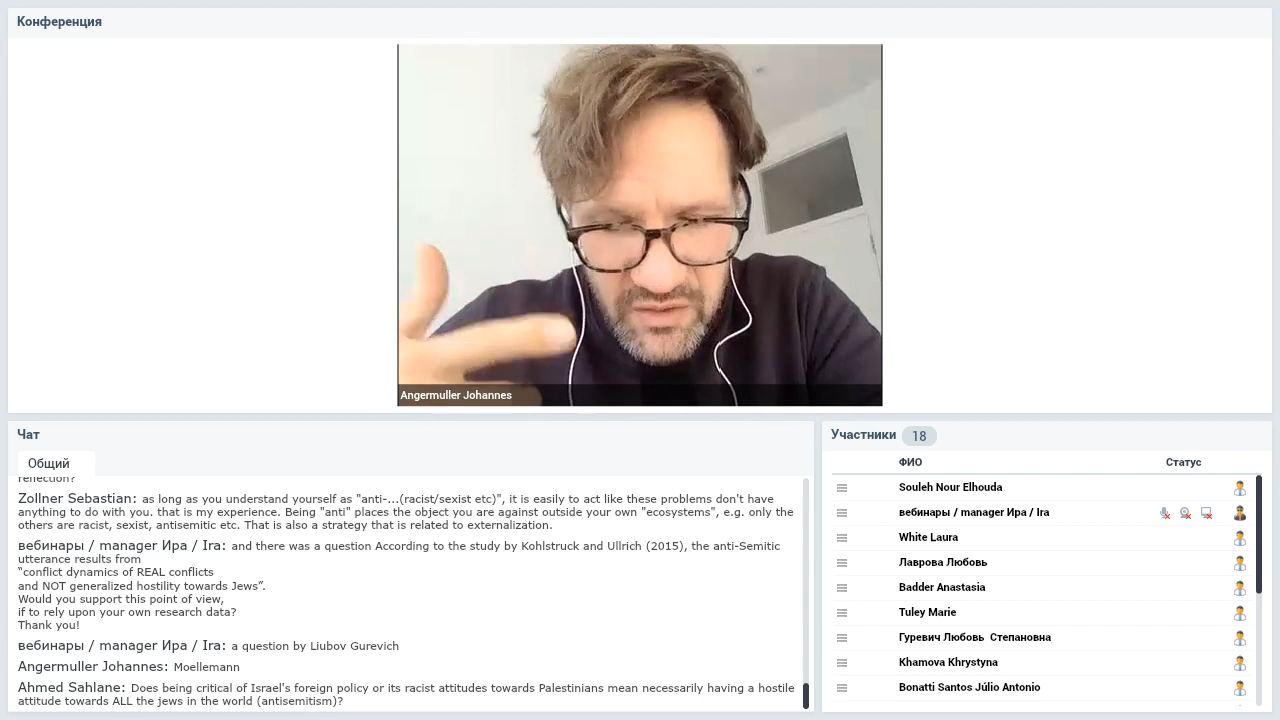 Конференция
Angermuller Johannes
Чат
Общий
reflection?
Zollner Sebastian: as long as you understand yourself as "anti-...(racist/sexist etc)", it is easily to act like these problems don't have
anything to do with you. that is my experience. Being "anti" places the object you are against outside your own "ecosystems", e.g. only the
others are racist, sexist, antisemitic etc. That is also a strategy that is related to externalization.
вебинары / manager Ира / Ira: and there was a question According to the study by Kohlstruck and Ullrich (2015), the anti-Semitic
utterance results from
“conflict dynamics of REAL conflicts
and NOT generalized hostility towards Jews”.
Would you support this point of view,
if to rely upon your own research data?
Thank you!
вебинары / manager Ира / Ira: a question by Liubov Gurevich
Angermuller Johannes: Moellemann
Ahmed Sahlane: Does being critical of Israel's foreign policy or its racist attitudes towards Palestinians mean necessarily having a hostile
attitude towards ALL the jews in the world (antisemitism)?
Участники 18
ФИО Статус
Souleh Nour Elhouda
вебинары / manager Ира / Ira
White Laura
Лаврова Любовь
Badder Anastasia
Tuley Marie
Гуревич Любовь Степановна
Khamova Khrystyna
Bonatti Santos Júlio Antonio